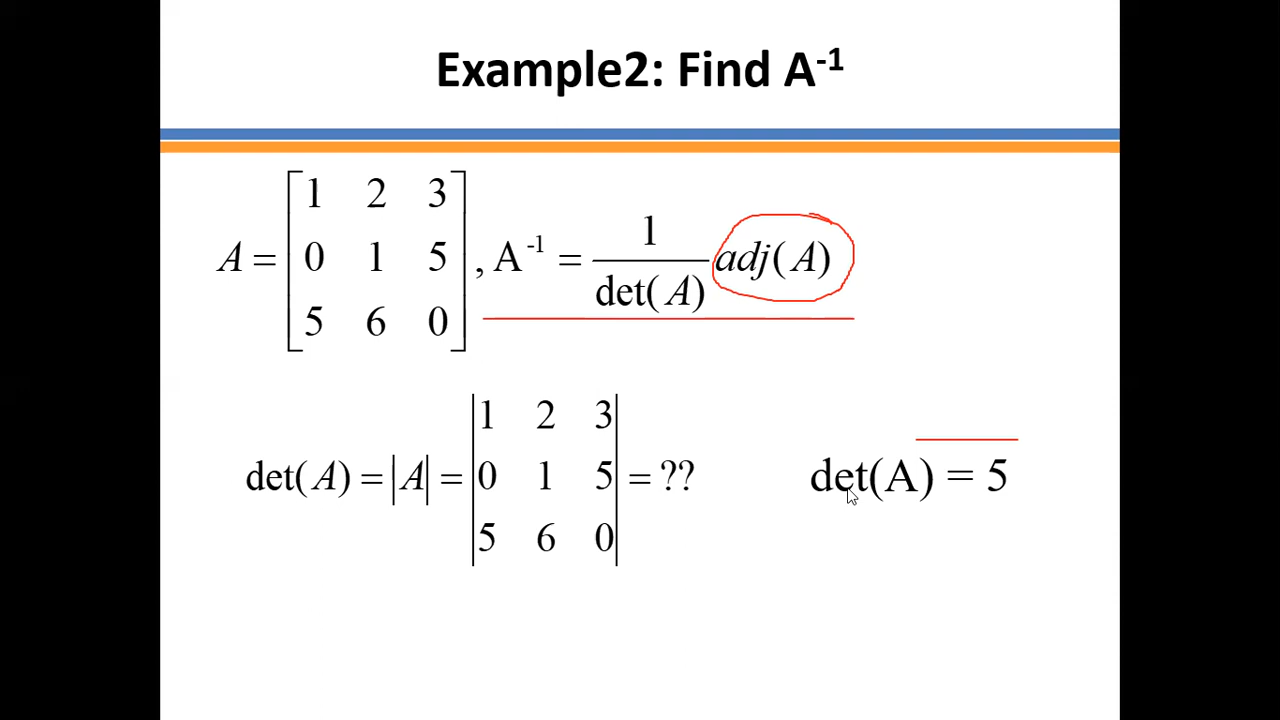 Example2: Find A⁻¹
A = [1 2 3
0 1 5
5 6 0] , A⁻¹ = 1/det(A) adj(A)
det(A) = |A| = |1 2 3
0 1 5
5 6 0| = ??
det(A) = 5